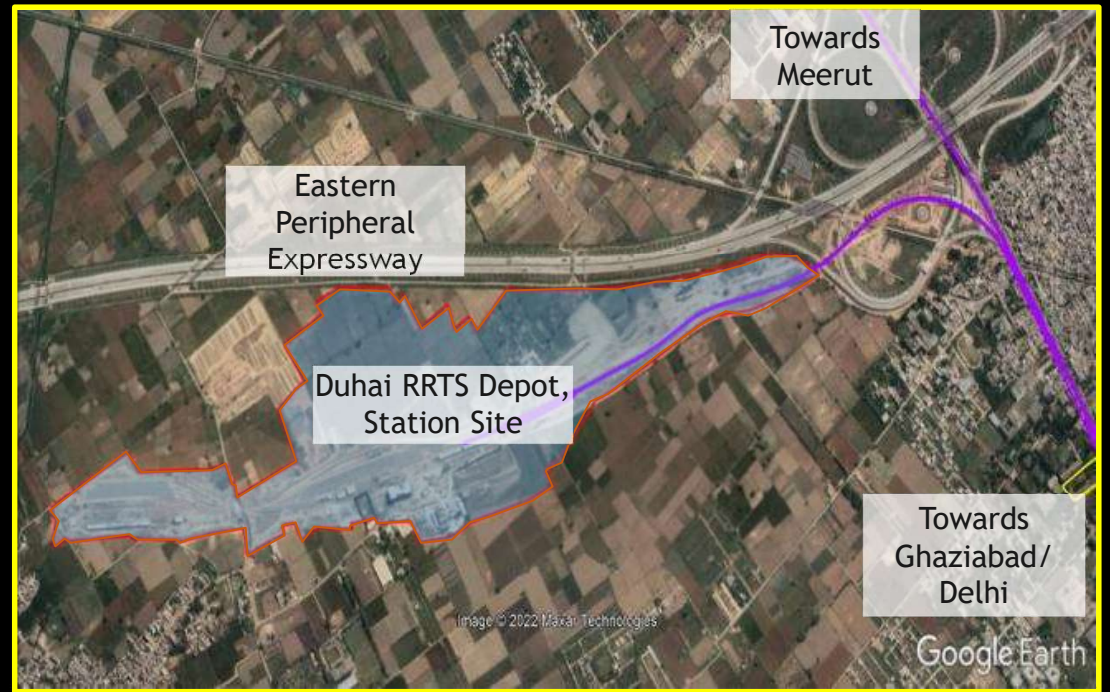 Towards
Meerut
Eastern
Peripheral
Expressway
Duhai RRTS Depot,
Station Site
Towards
Ghaziabad/
Delhi
Image © 2022 Maxar Technologies
Google Earth